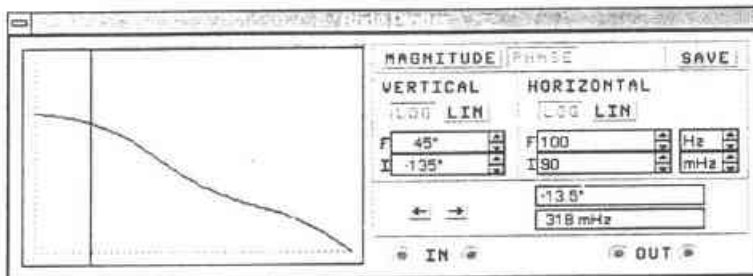 MAGNITUDE PHASE SAVE
VERTICAL HORIZONTAL
LOG LIN LOG LIN
F 45° F 100 Hz
I -135° I 90 mHz
-13.5°
318 mHz
IN OUT